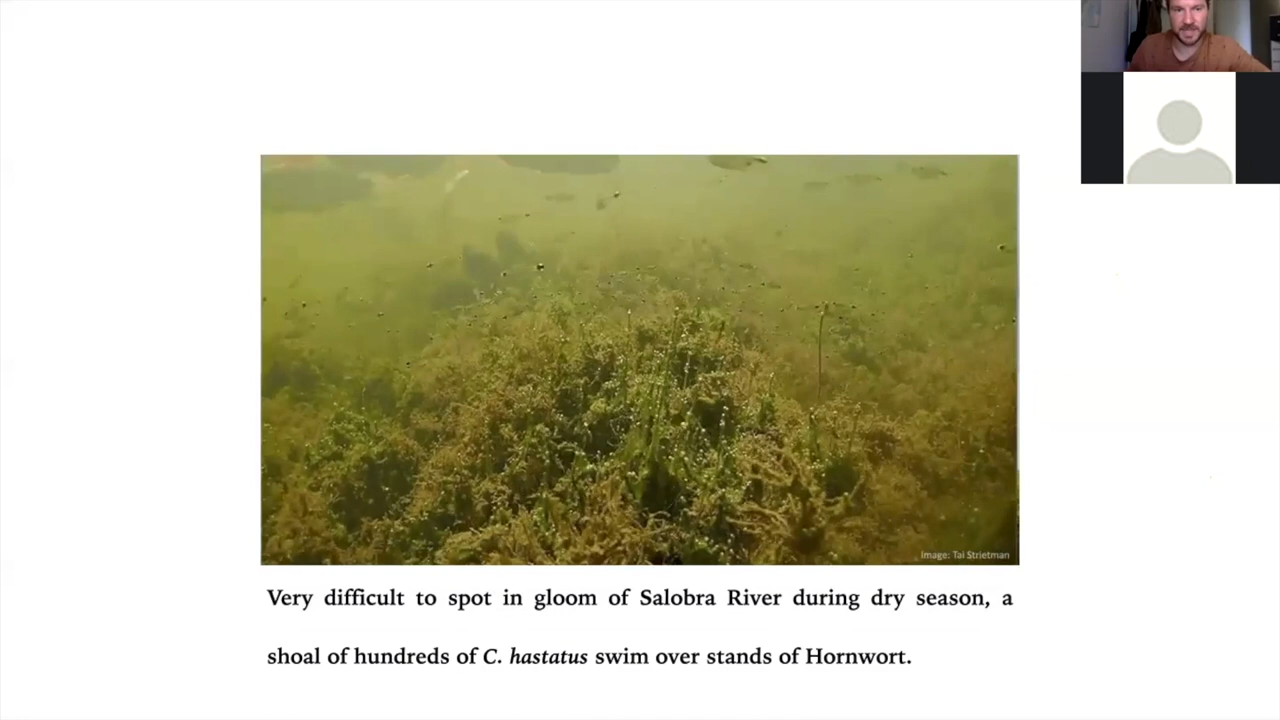 Image: Tai Strietman
Very difficult to spot in gloom of Salobra River during dry season, a
shoal of hundreds of C. hastatus swim over stands of Hornwort.